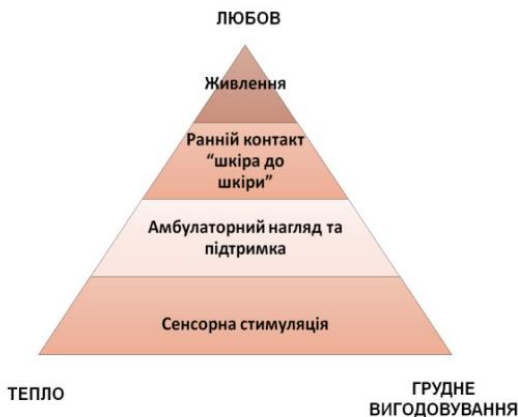 ЛЮБОВ
Живлення
Ранній контакт
“шкіра до
шкіри”
Амбулаторний нагляд та
підтримка
Сенсорна стимуляція
ТЕПЛО
ГРУДНЕ
ВИГОДОВУВАННЯ